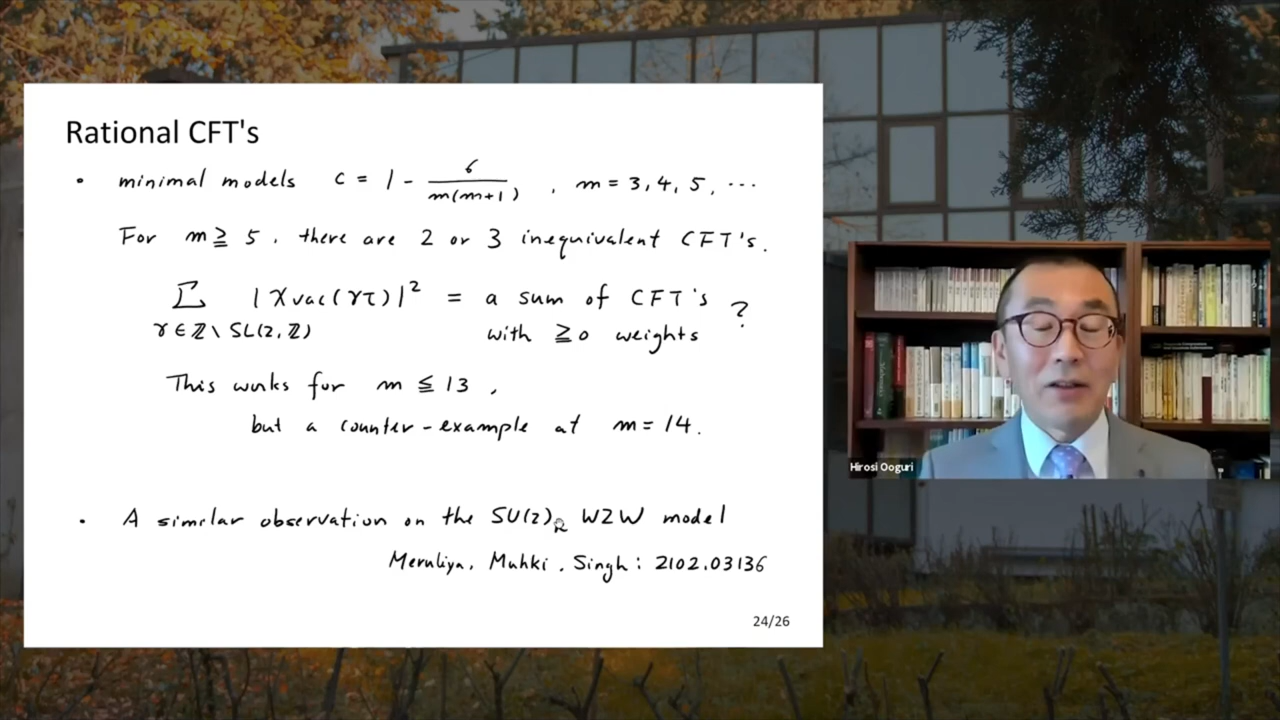 Rational CFT's
• minimal models c = 1 - 6/m(m+1) , m = 3, 4, 5, ...
For m ≧ 5, there are 2 or 3 inequivalent CFT's.
∑ |χvac(γτ)|² = a sum of CFT's ?
γ∈ℤ\SL(2,ℤ) with ≧0 weights
This works for m ≦ 13,
but a counter-example at m = 14.
• A similar observation on the SU(2)k WZW model
Meruliya, Muhki, Singh : 2102.03136
24/26
Hirosi Ooguri